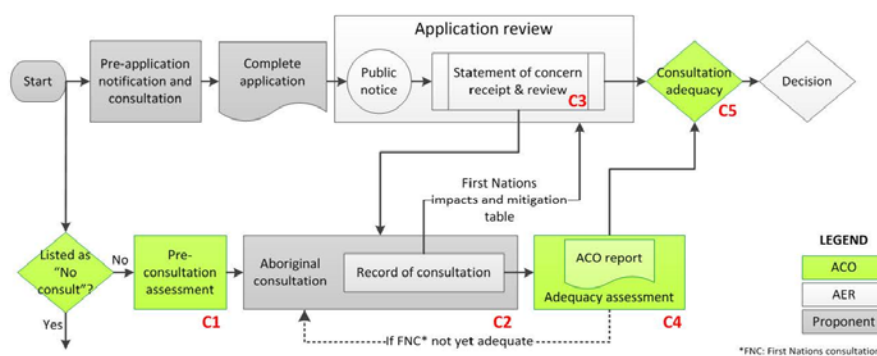 Application review
Start
Pre-application
notification and
consultation
Complete
application
Public
notice
Statement of concern
receipt & review
C3
Consultation
adequacy
C5
Decision
First Nations
impacts and mitigation
table
Listed as
"No
consult"?
No
Yes
Pre-
consultation
assessment
C1
Aboriginal
consultation
Record of consultation
C2
ACO report
Adequacy assessment
C4
If FNC* not yet adequate
LEGEND
ACO
AER
Proponent
*FNC: First Nations consultation